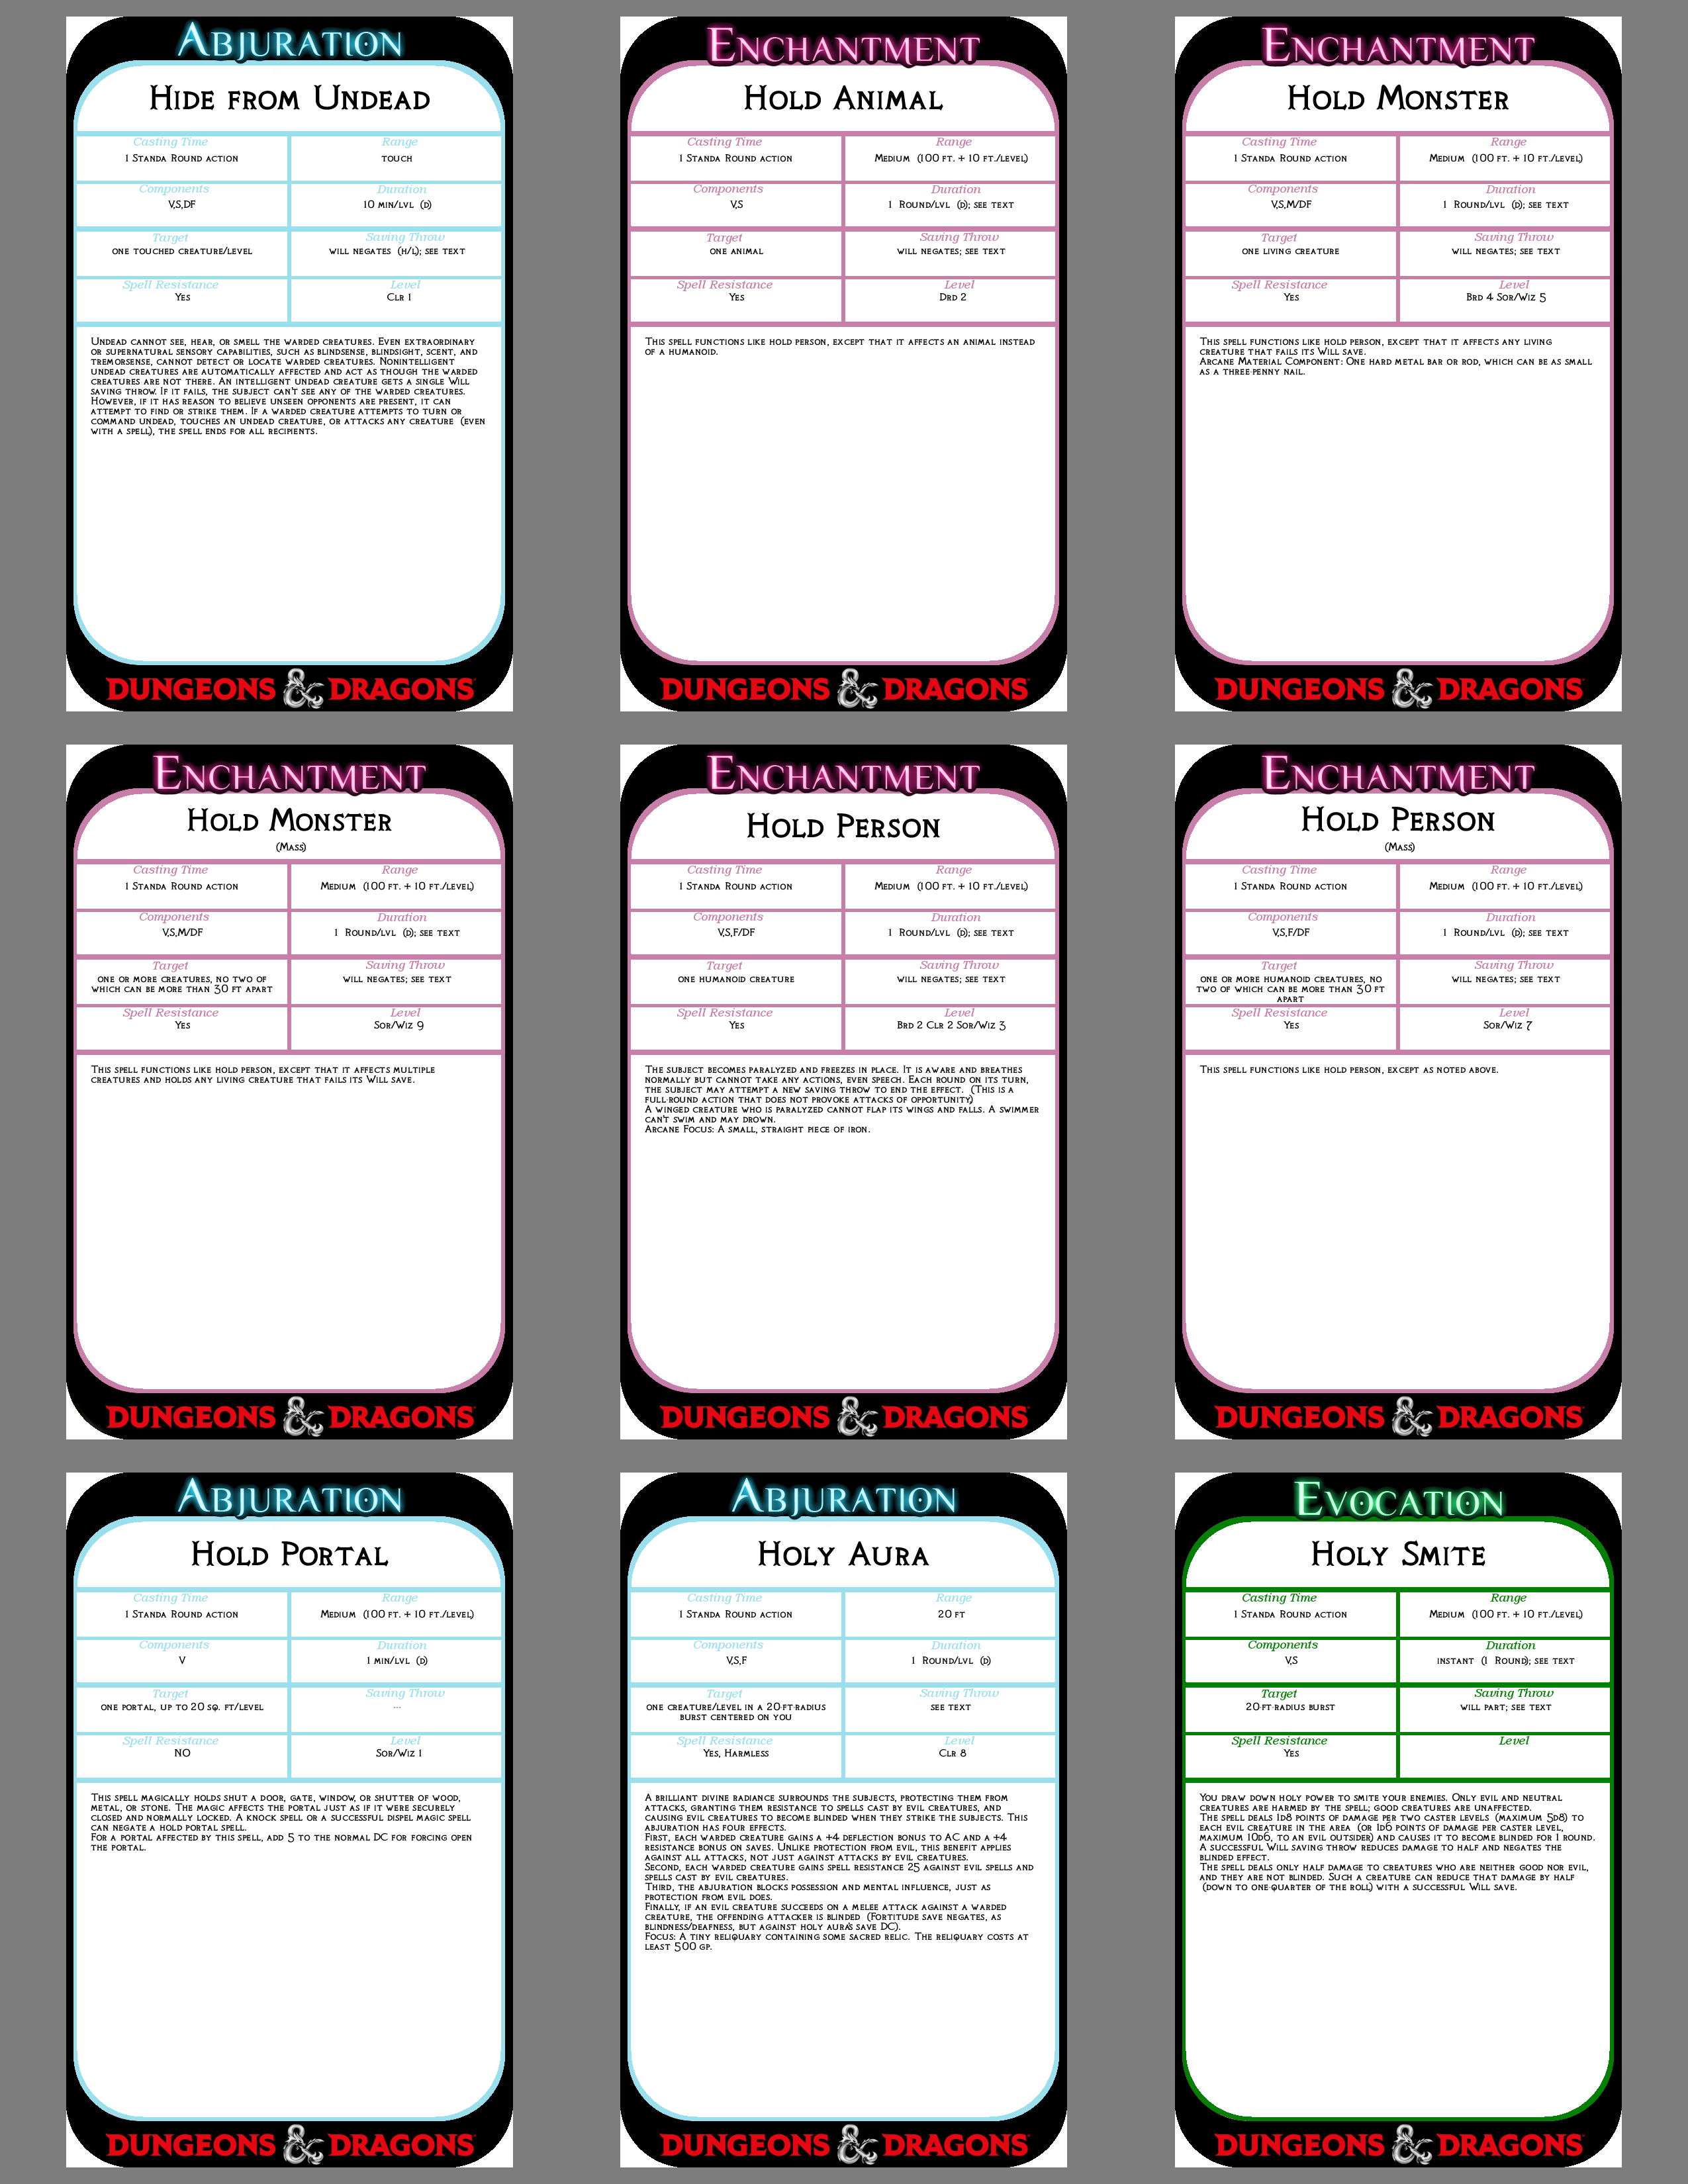 Abjuration
Hide from Undead
Casting Time
Range
1 Standa Round action
touch
Components
Duration
V,S,DF
10 min/lvl (D)
Target
Saving Throw
one touched creature/level
will negates (H/L); see text
Spell Resistance
Level
Yes
Clr 1
Undead cannot see, hear, or smell the warded creatures. Even extraordinary
or supernatural sensory capabilities, such as blindsense, blindsight, scent, and
tremorsense, cannot detect or locate warded creatures. Nonintelligent
undead creatures are automatically affected and act as though the warded
creatures are not there. An intelligent undead creature gets a single Will
saving throw. If it fails, the subject can't see any of the warded creatures.
However, if it has reason to believe unseen opponents are present, it can
attempt to find or strike them. If a warded creature attempts to turn or
command undead, touches an undead creature, or attacks any creature (even
with a spell), the spell ends for all recipients.
DUNGEONS & DRAGONS
Enchantment
Hold Animal
Casting Time
Range
1 Standa Round action
Medium (100 ft. + 10 ft./level)
Components
Duration
V,S
1 Round/lvl (D); see text
Target
Saving Throw
one animal
will negates; see text
Spell Resistance
Level
Yes
Drd 2
This spell functions like hold person, except that it affects an animal instead
of a humanoid.
DUNGEONS & DRAGONS
Enchantment
Hold Monster
Casting Time
Range
1 Standa Round action
Medium (100 ft. + 10 ft./level)
Components
Duration
V,S,M/DF
1 Round/lvl (D); see text
Target
Saving Throw
one living creature
will negates; see text
Spell Resistance
Level
Yes
Brd 4 Sor/Wiz 5
This spell functions like hold person, except that it affects any living
creature that fails its Will save.
Arcane Material Component: One hard metal bar or rod, which can be as small
as a three-penny nail.
DUNGEONS & DRAGONS
Enchantment
Hold Monster
(Mass)
Casting Time
Range
1 Standa Round action
Medium (100 ft. + 10 ft./level)
Components
Duration
V,S,M/DF
1 Round/lvl (D); see text
Target
Saving Throw
one or more creatures, no two of
which can be more than 30 ft apart
will negates; see text
Spell Resistance
Level
Yes
Sor/Wiz 9
This spell functions like hold person, except that it affects multiple
creatures and holds any living creature that fails its Will save.
DUNGEONS & DRAGONS
Enchantment
Hold Person
Casting Time
Range
1 Standa Round action
Medium (100 ft. + 10 ft./level)
Components
Duration
V,S,F/DF
1 Round/lvl (D); see text
Target
Saving Throw
one humanoid creature
will negates; see text
Spell Resistance
Level
Yes
Brd 2 Clr 2 Sor/Wiz 3
The subject becomes paralyzed and freezes in place. It is aware and breathes
normally but cannot take any actions, even speech. Each round on its turn,
the subject may attempt a new saving throw to end the effect. (This is a
full-round action that does not provoke attacks of opportunity.)
A winged creature who is paralyzed cannot flap its wings and falls. A swimmer
can't swim and may drown.
Arcane Focus: A small, straight piece of iron.
DUNGEONS & DRAGONS
Enchantment
Hold Person
(Mass)
Casting Time
Range
1 Standa Round action
Medium (100 ft. + 10 ft./level)
Components
Duration
V,S,F/DF
1 Round/lvl (D); see text
Target
Saving Throw
one or more humanoid creatures, no
two of which can be more than 30 ft
apart
will negates; see text
Spell Resistance
Level
Yes
Sor/Wiz 7
This spell functions like hold person, except as noted above.
DUNGEONS & DRAGONS
Abjuration
Hold Portal
Casting Time
Range
1 Standa Round action
Medium (100 ft. + 10 ft./level)
Components
Duration
V
1 min/lvl (D)
Target
Saving Throw
one portal, up to 20 sq. ft/level
---
Spell Resistance
Level
NO
Sor/Wiz 1
This spell magically holds shut a door, gate, window, or shutter of wood,
metal, or stone. The magic affects the portal just as if it were securely
closed and normally locked. A knock spell or a successful dispel magic spell
can negate a hold portal spell.
For a portal affected by this spell, add 5 to the normal DC for forcing open
the portal.
DUNGEONS & DRAGONS
Abjuration
Holy Aura
Casting Time
Range
1 Standa Round action
20 ft
Components
Duration
V,S,F
1 Round/lvl (D)
Target
Saving Throw
one creature/level in a 20-ft-radius
burst centered on you
see text
Spell Resistance
Level
Yes, Harmless
Clr 8
A brilliant divine radiance surrounds the subjects, protecting them from
attacks, granting them resistance to spells cast by evil creatures, and
causing evil creatures to become blinded when they strike the subjects. This
abjuration has four effects.
First, each warded creature gains a +4 deflection bonus to AC and a +4
resistance bonus on saves. Unlike protection from evil, this benefit applies
against all attacks, not just against attacks by evil creatures.
Second, each warded creature gains spell resistance 25 against evil spells and
spells cast by evil creatures.
Third, the abjuration blocks possession and mental influence, just as
protection from evil does.
Finally, if an evil creature succeeds on a melee attack against a warded
creature, the offending attacker is blinded (Fortitude save negates, as
blindness/deafness, but against holy aura's save DC).
Focus: A tiny reliquary containing some sacred relic. The reliquary costs at
least 500 gp.
DUNGEONS & DRAGONS
Evocation
Holy Smite
Casting Time
Range
1 Standa Round action
Medium (100 ft. + 10 ft./level)
Components
Duration
V,S
instant (1 Round); see text
Target
Saving Throw
20-ft-radius burst
will part; see text
Spell Resistance
Level
Yes
You draw down holy power to smite your enemies. Only evil and neutral
creatures are harmed by the spell; good creatures are unaffected.
The spell deals 1d8 points of damage per two caster levels (maximum 5d8) to
each evil creature in the area (or 1d6 points of damage per caster level,
maximum 10d6, to an evil outsider) and causes it to become blinded for 1 round.
A successful Will saving throw reduces damage to half and negates the
blinded effect.
The spell deals only half damage to creatures who are neither good nor evil,
and they are not blinded. Such a creature can reduce that damage by half
(down to one-quarter of the roll) with a successful Will save.
DUNGEONS & DRAGONS